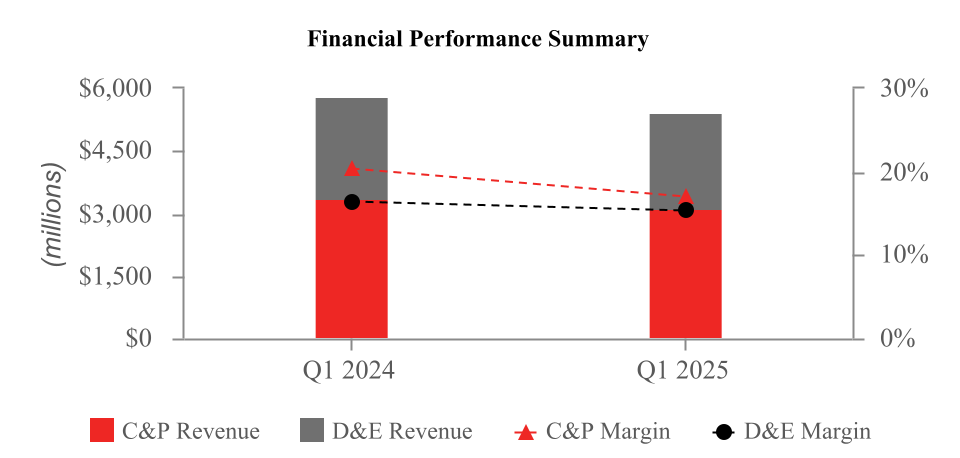 Financial Performance Summary
$6,000 30%
$4,500
20%
$3,000
10%
$1,500
$0 0%
(millions)
Q1 2024 Q1 2025
C&P Revenue D&E Revenue C&P Margin D&E Margin